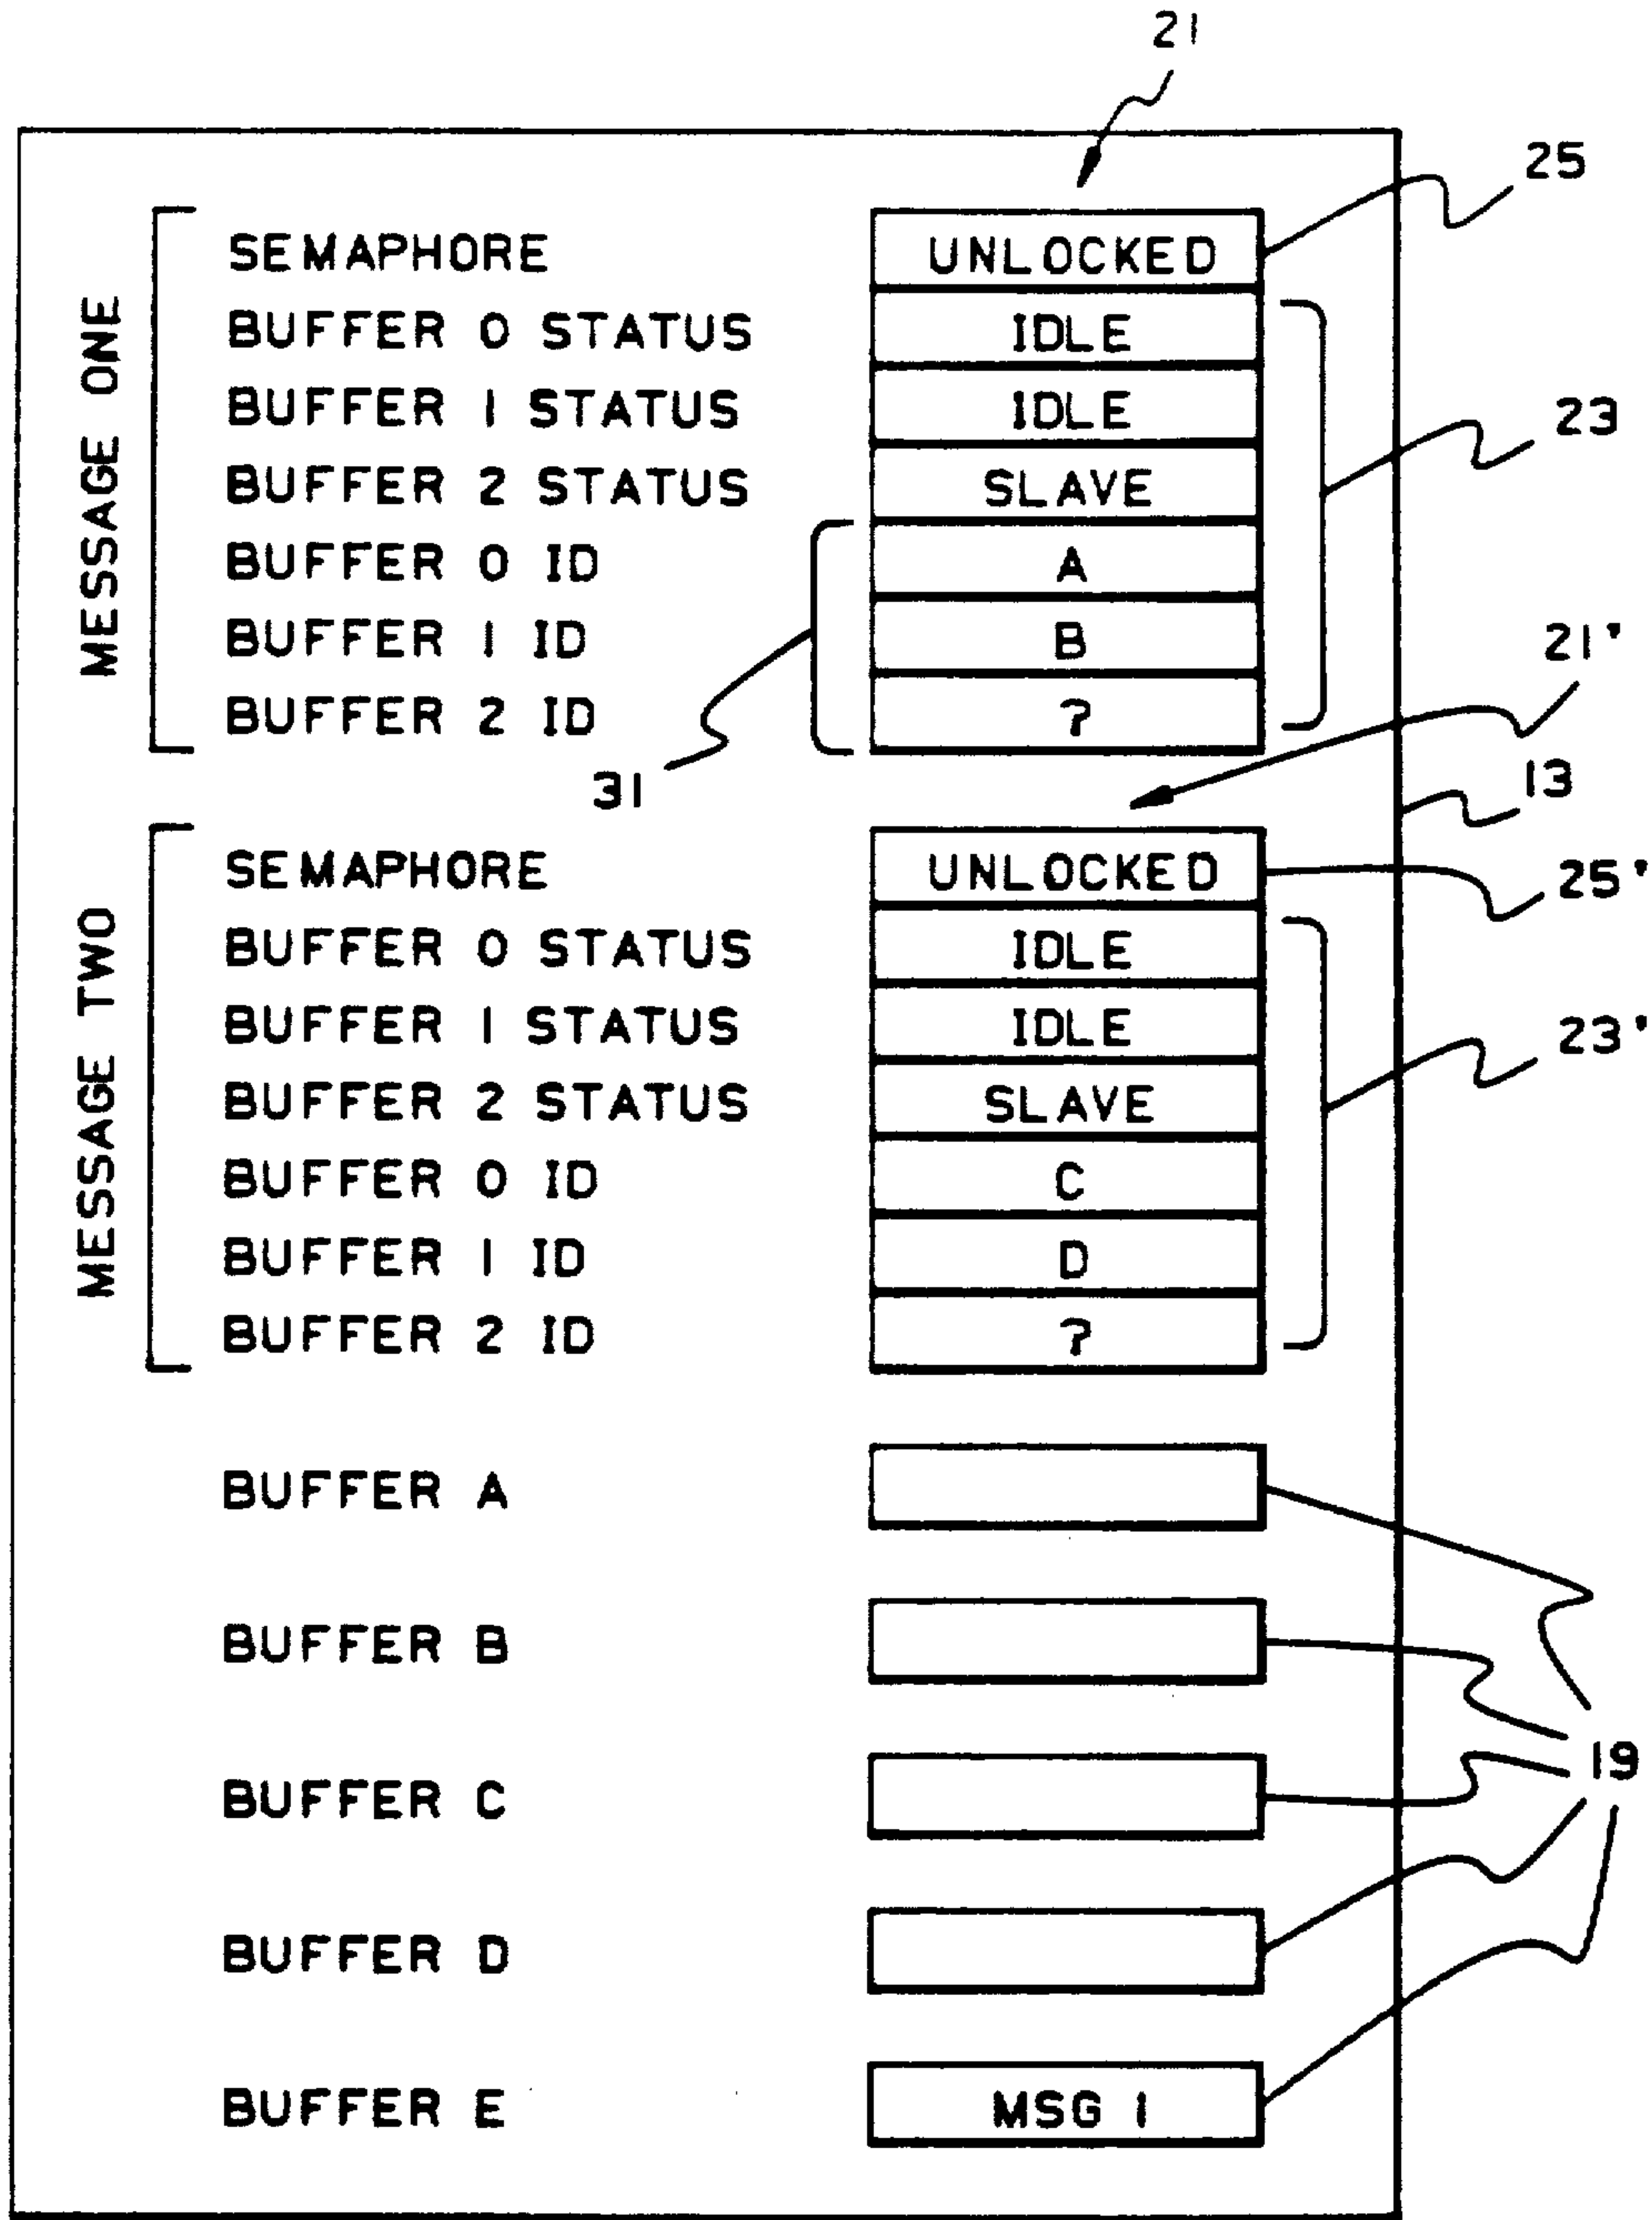 21
25
MESSAGE ONE
SEMAPHORE UNLOCKED
BUFFER 0 STATUS IDLE
BUFFER 1 STATUS IDLE
23
BUFFER 2 STATUS SLAVE
BUFFER 0 ID A
BUFFER 1 ID B
21'
BUFFER 2 ID ?
31
13
MESSAGE TWO
SEMAPHORE UNLOCKED
25'
BUFFER 0 STATUS IDLE
BUFFER 1 STATUS IDLE
23'
BUFFER 2 STATUS SLAVE
BUFFER 0 ID C
BUFFER 1 ID D
BUFFER 2 ID ?
BUFFER A
BUFFER B
19
BUFFER C
BUFFER D
BUFFER E MSG 1